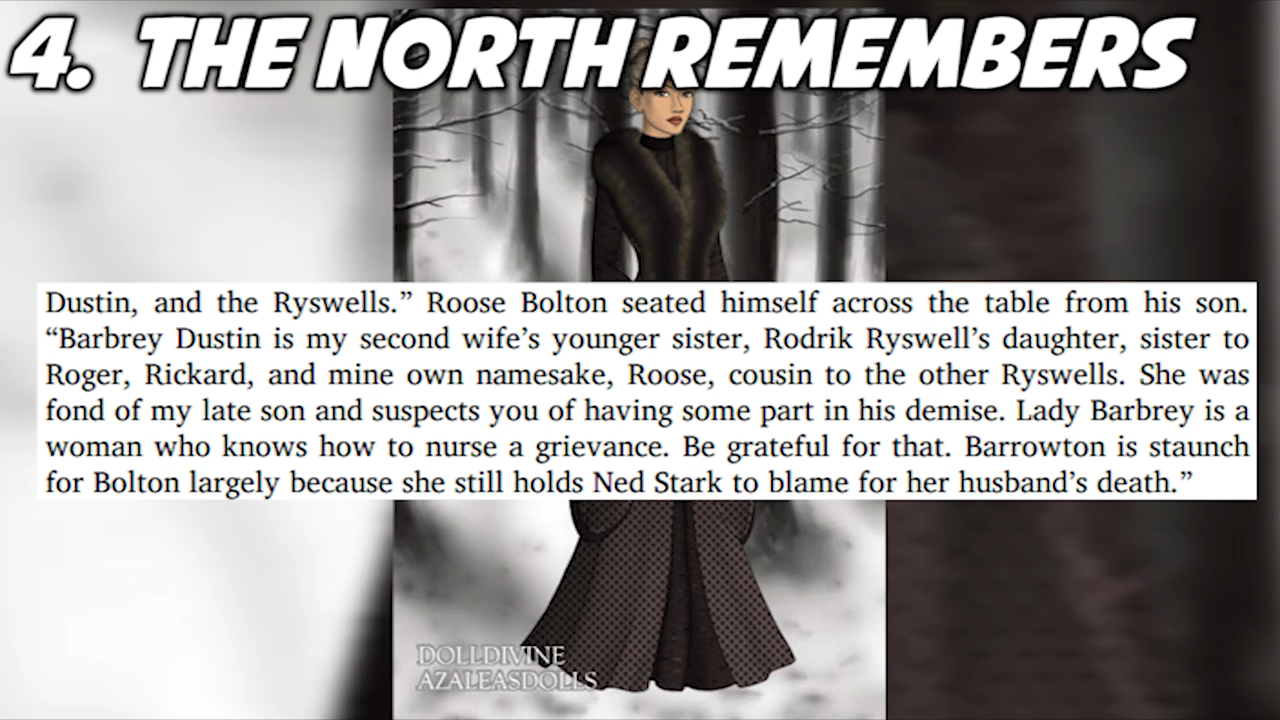 4. THE NORTH REMEMBERS
Dustin, and the Ryswells.” Roose Bolton seated himself across the table from his son.
“Barbrey Dustin is my second wife’s younger sister, Rodrik Ryswell’s daughter, sister to
Roger, Rickard, and mine own namesake, Roose, cousin to the other Ryswells. She was
fond of my late son and suspects you of having some part in his demise. Lady Barbrey is a
woman who knows how to nurse a grievance. Be grateful for that. Barrowton is staunch
for Bolton largely because she still holds Ned Stark to blame for her husband’s death.”
DOLLDIVINE
AZALEASDOLLS